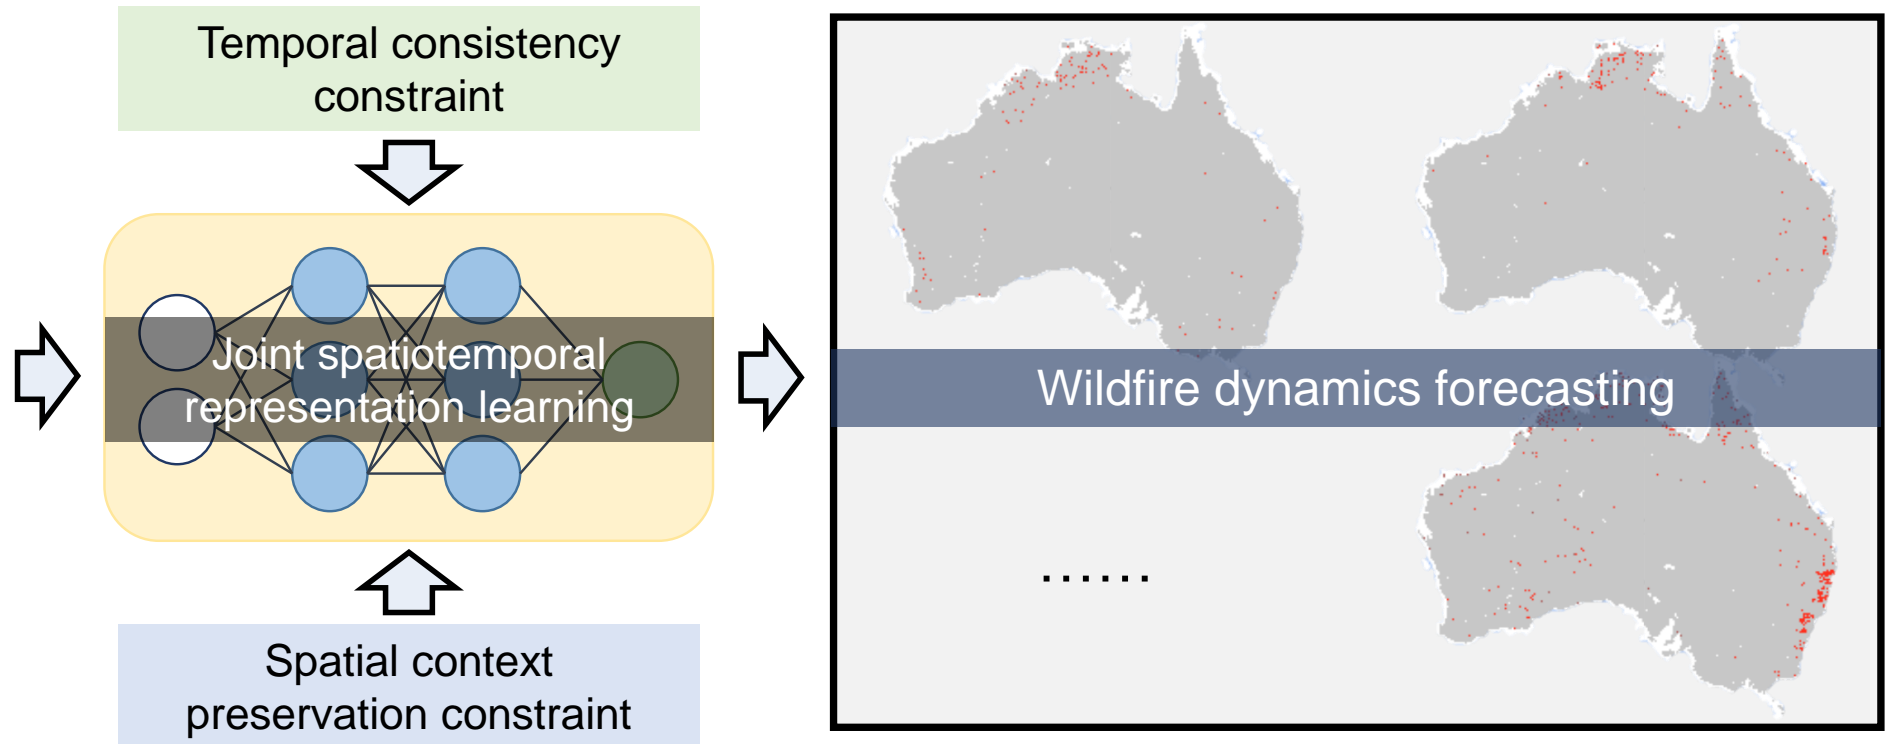 Temporal consistency
constraint
Joint spatiotemporal
representation learning
Spatial context
preservation constraint
Wildfire dynamics forecasting
......